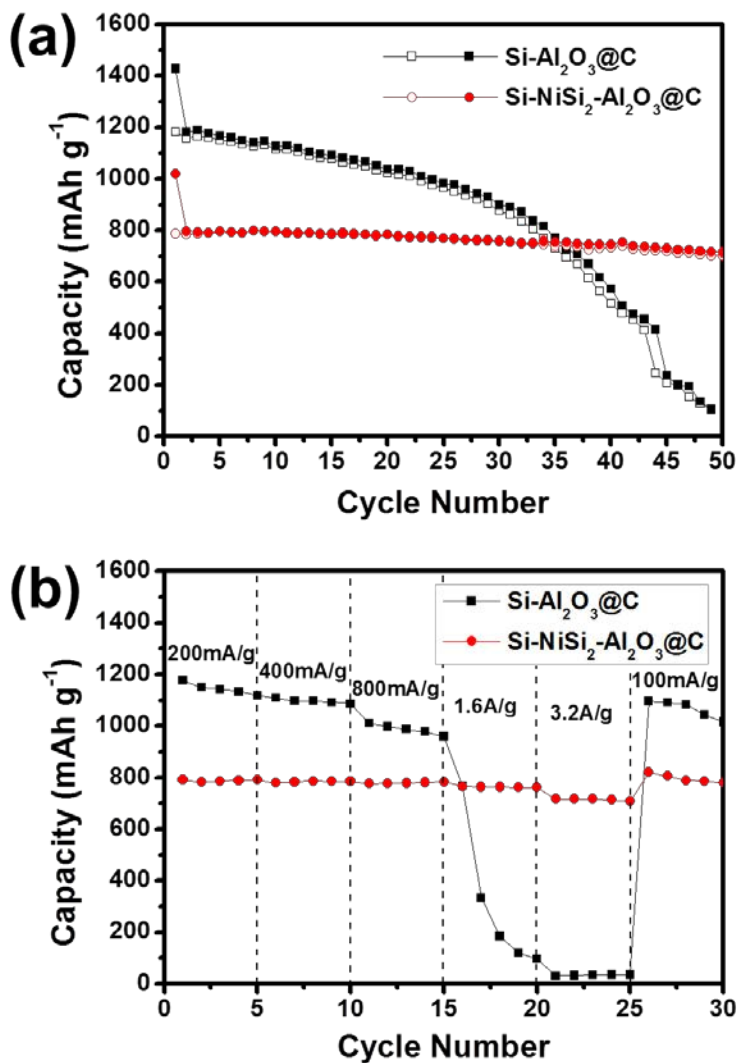 (a)
1600
1400
1200
1000
800
600
400
200
0
Capacity (mAh g⁻¹)
Si-Al₂O₃@C
Si-NiSi₂-Al₂O₃@C
0 5 10 15 20 25 30 35 40 45 50
Cycle Number
(b)
1600
1400
1200
1000
800
600
400
200
0
Capacity (mAh g⁻¹)
Si-Al₂O₃@C
Si-NiSi₂-Al₂O₃@C
200mA/g
400mA/g
800mA/g
1.6A/g
3.2A/g
100mA/g
0 5 10 15 20 25 30
Cycle Number